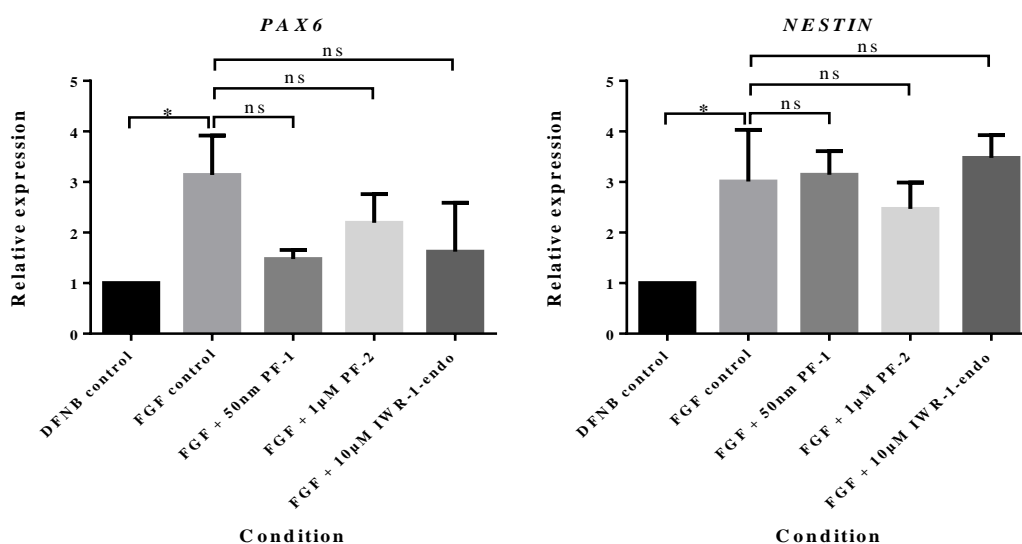 PAX6
ns
ns
* ns
5
4
3
2
1
0
Relative expression
DFNB control
FGF control
FGF + 50nm PF-1
FGF + 1µM PF-2
FGF + 10µM IWR-1-endo
Condition
NESTIN
ns
ns
* ns
5
4
3
2
1
0
Relative expression
DFNB control
FGF control
FGF + 50nm PF-1
FGF + 1µM PF-2
FGF + 10µM IWR-1-endo
Condition